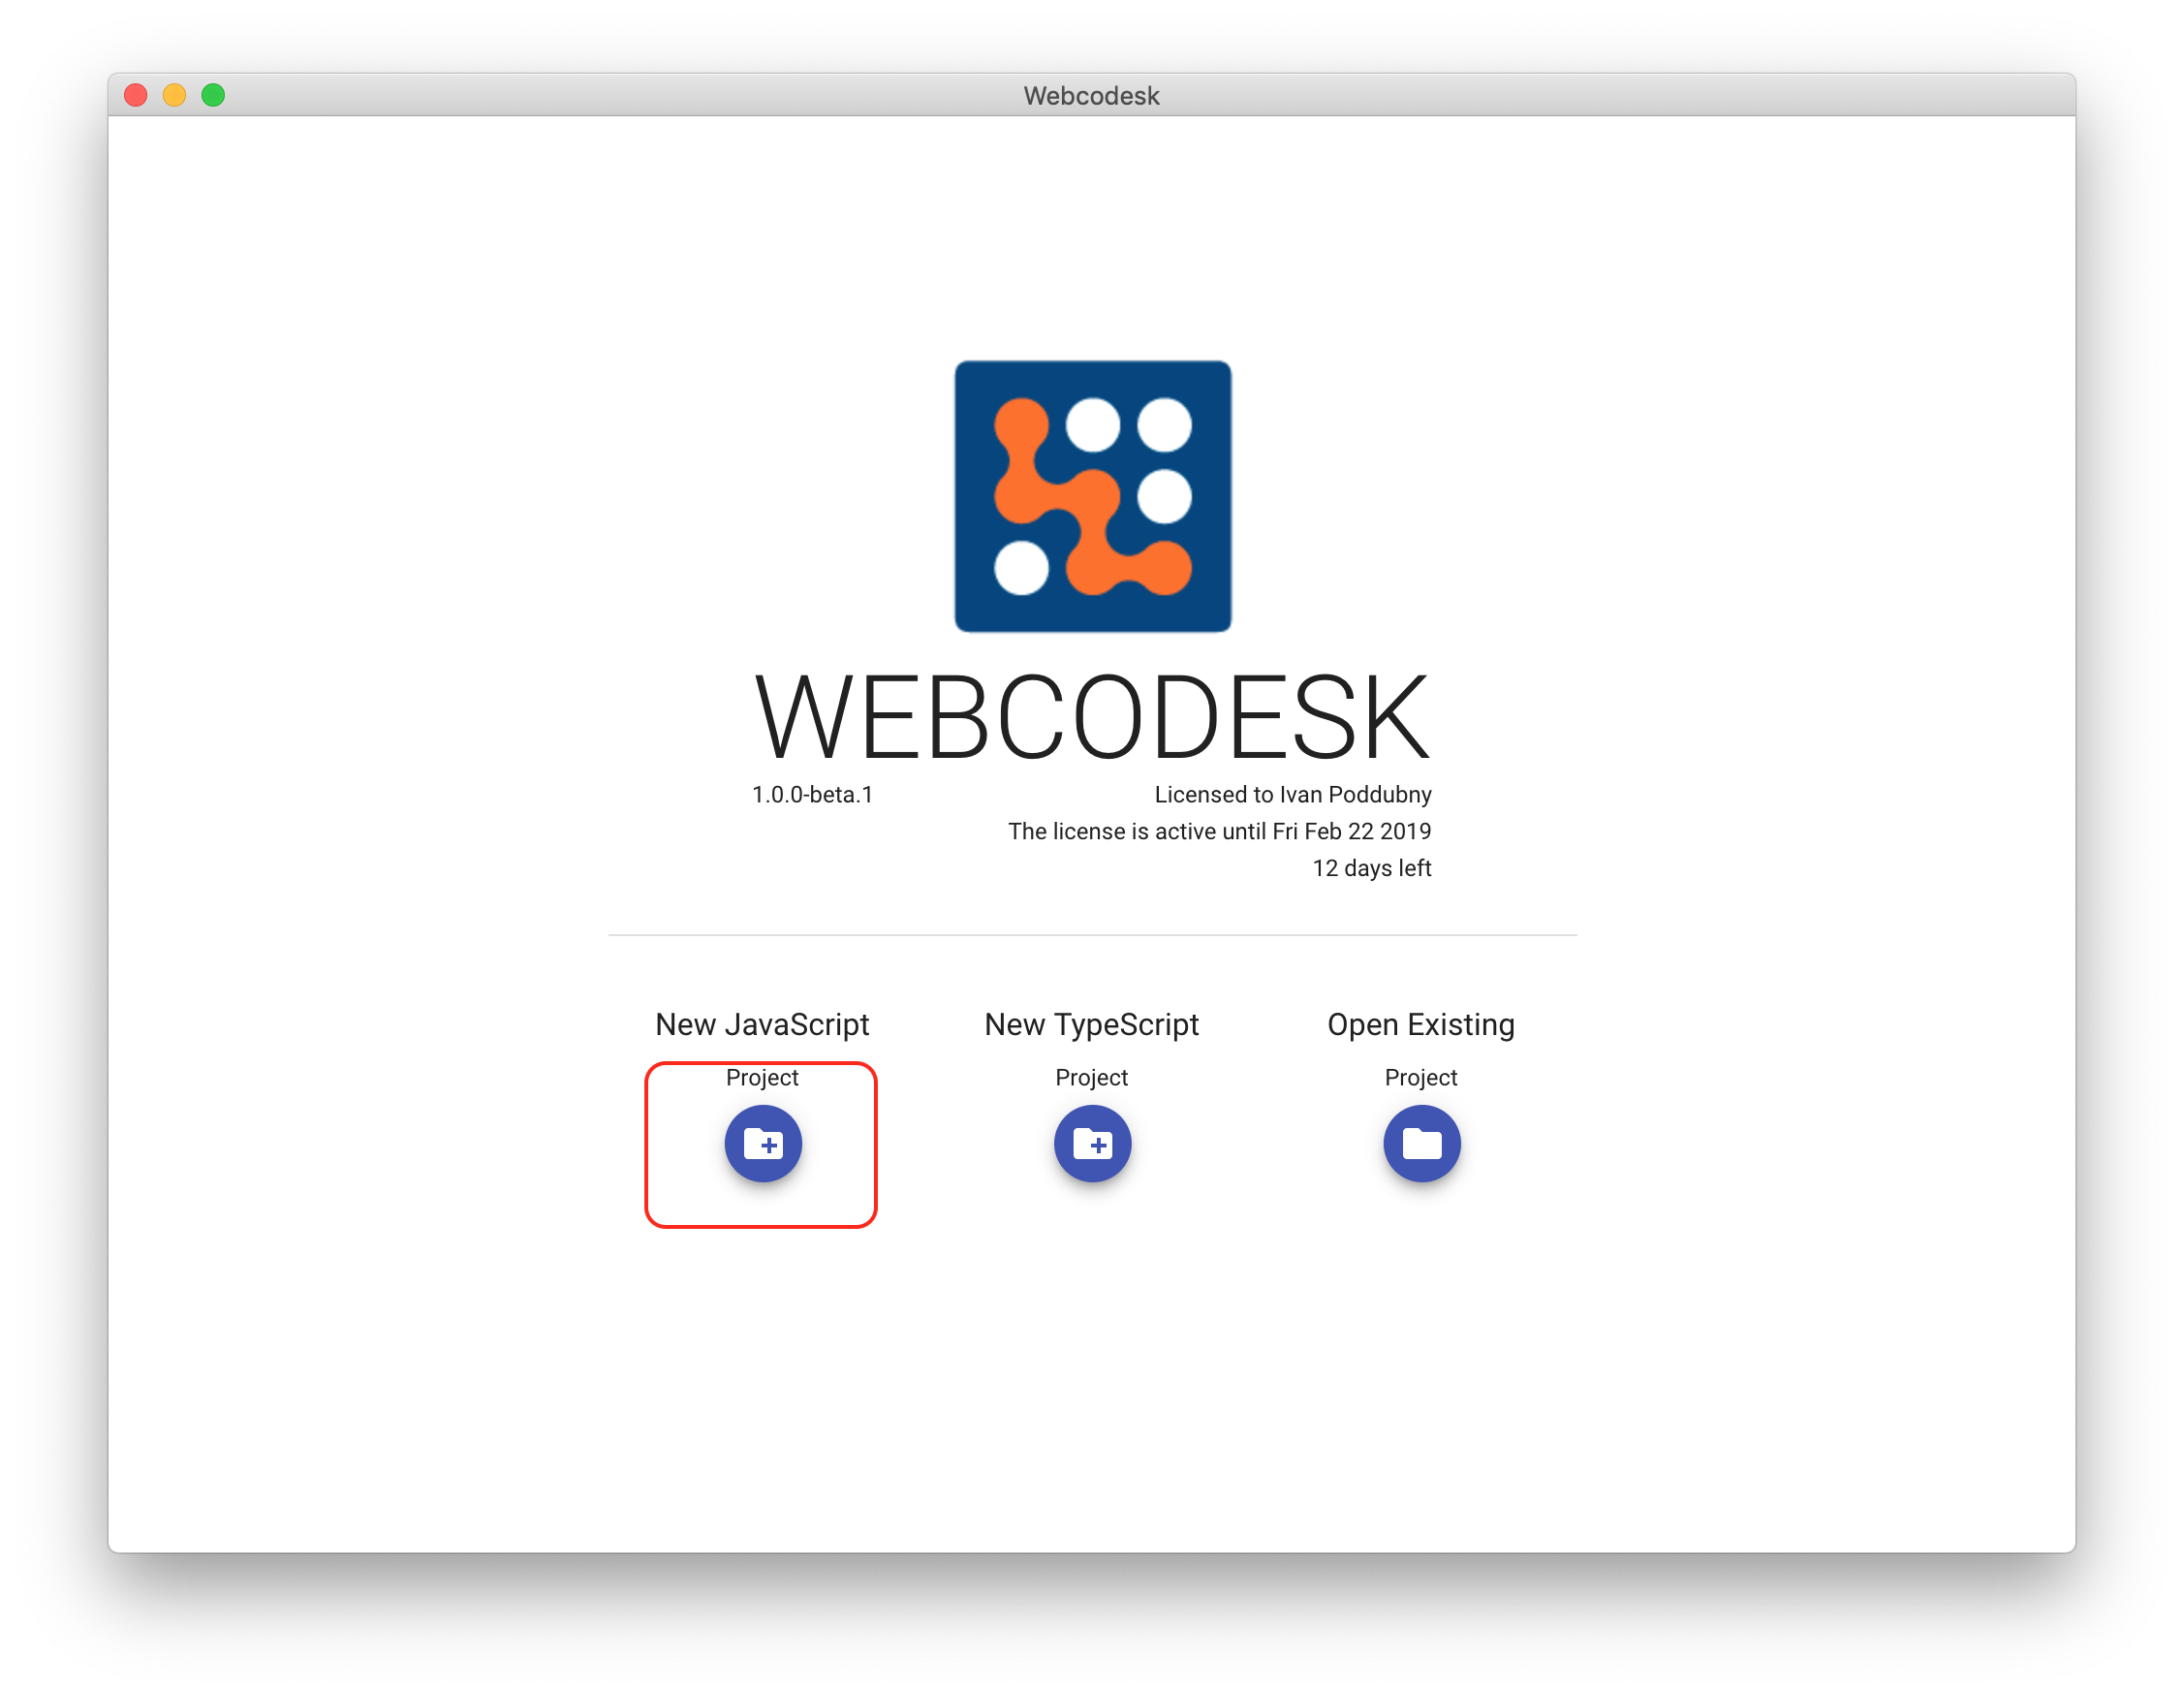 Webcodesk
WEBCODESK
1.0.0-beta.1
Licensed to Ivan Poddubny
The license is active until Fri Feb 22 2019
12 days left
New JavaScript
Project
New TypeScript
Project
Open Existing
Project